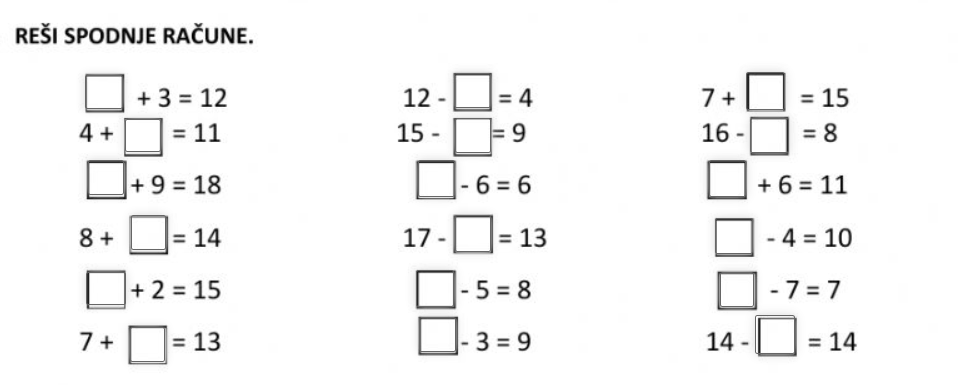 REŠI SPODNJE RAČUNE.
□ + 3 = 12
4 + □ = 11
□ + 9 = 18
8 + □ = 14
□ + 2 = 15
7 + □ = 13
12 - □ = 4
15 - □ = 9
□ - 6 = 6
17 - □ = 13
□ - 5 = 8
□ - 3 = 9
7 + □ = 15
16 - □ = 8
□ + 6 = 11
□ - 4 = 10
□ - 7 = 7
14 - □ = 14